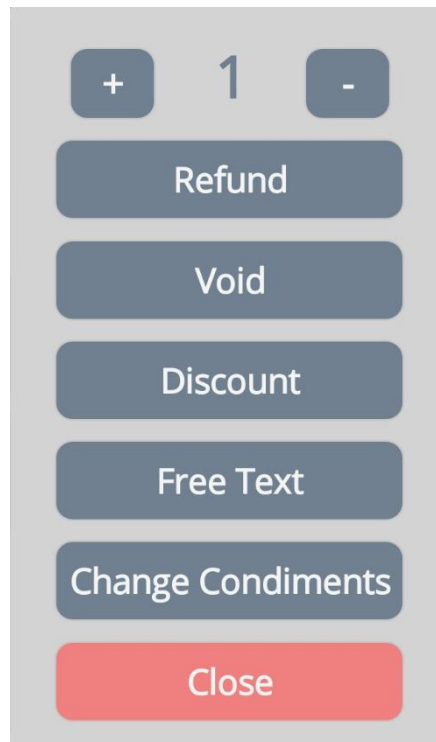 + 1 -
Refund
Void
Discount
Free Text
Change Condiments
Close